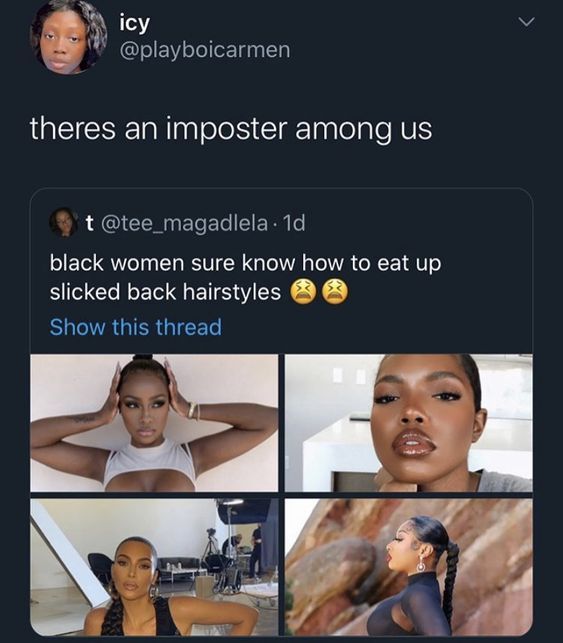 icy
@playboicarmen
theres an imposter among us
t @tee_magadlela · 1d
black women sure know how to eat up
slicked back hairstyles 😫😫
Show this thread